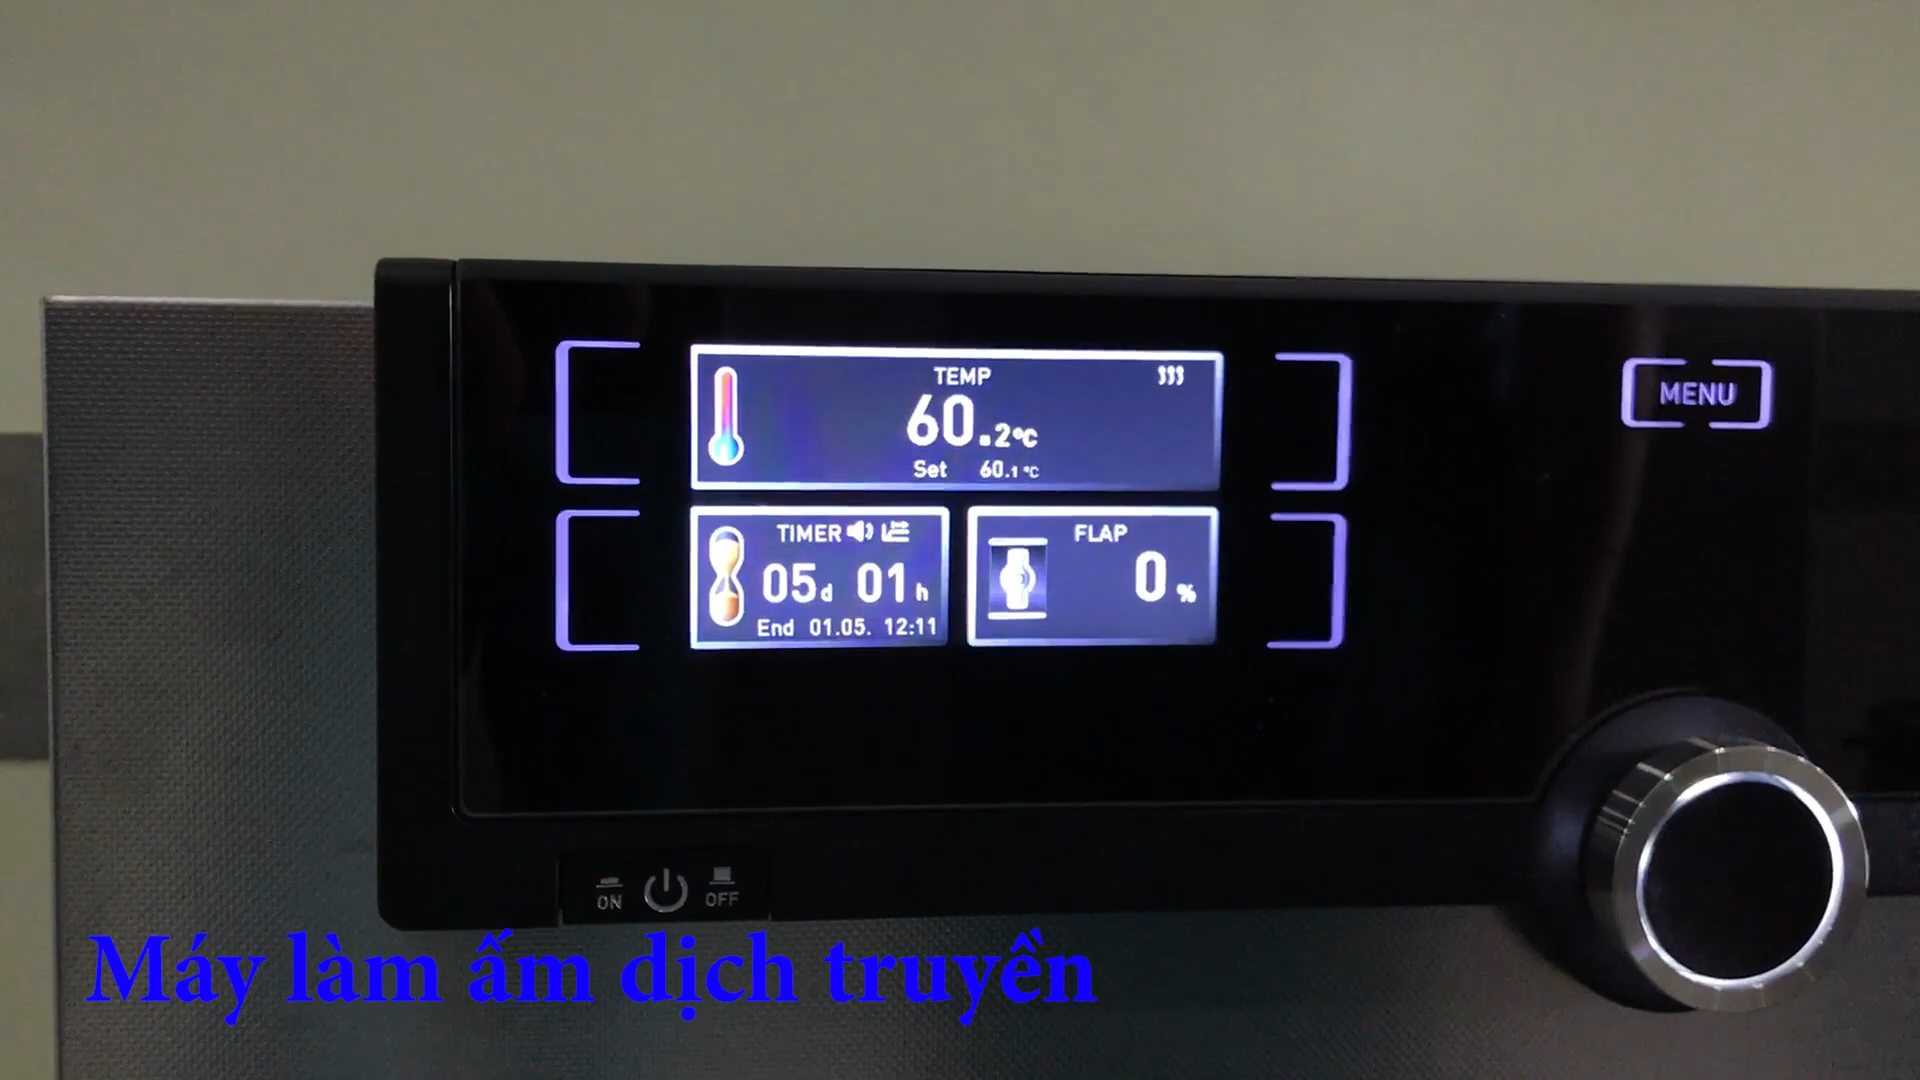 TEMP
60.2°C
Set 60.1 °C
MENU
TIMER
05d 01h
End 01.05. 12:11
FLAP
0 %
ON OFF
Máy làm ấm dịch truyền